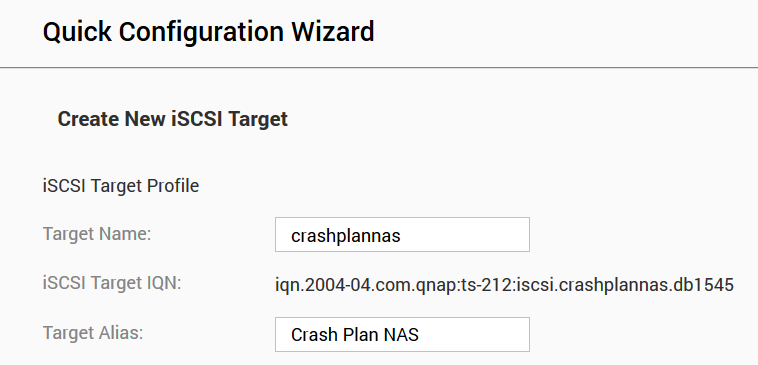 Quick Configuration Wizard
Create New iSCSI Target
iSCSI Target Profile
Target Name: crashplannas
iSCSI Target IQN: iqn.2004-04.com.qnap:ts-212:iscsi.crashplannas.db1545
Target Alias: Crash Plan NAS